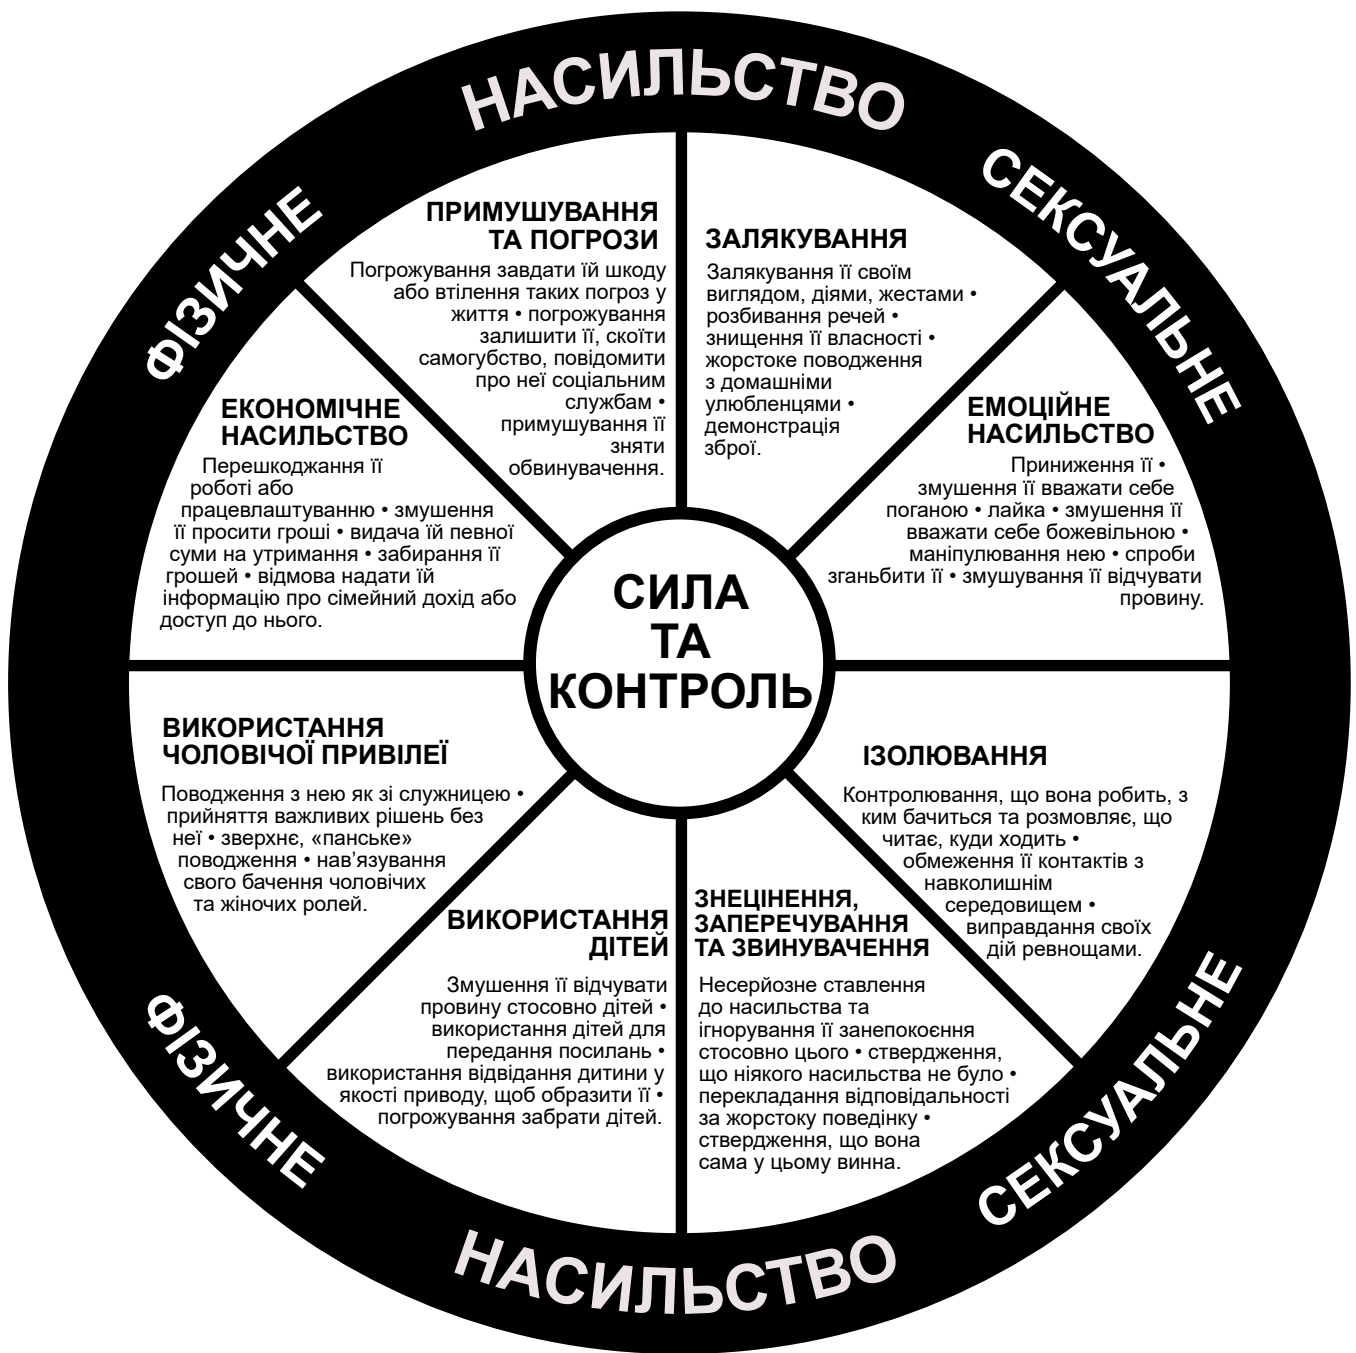 НАСИЛЬСТВО
ФІЗИЧНЕ
СЕКСУАЛЬНЕ
ПРИМУШУВАННЯ
ТА ПОГРОЗИ
Погрожування завдати їй шкоду
або втілення таких погроз у
життя • погрожування
залишити її, скоїти
самогубство, повідомити
про неї соціальним
службам •
примушування її
зняти
обвинувачення.
ЗАЛЯКУВАННЯ
Залякування її своїм
виглядом, діями, жестами •
розбивання речей •
знищення її власності •
жорстоке поводження
з домашніми
улюбленцями •
демонстрація
зброї.
ЕКОНОМІЧНЕ
НАСИЛЬСТВО
Перешкоджання її
роботі або
працевлаштуванню • змушення
її просити гроші • видача їй певної
суми на утримання • забирання її
грошей • відмова надати їй
інформацію про сімейний дохід або
доступ до нього.
ЕМОЦІЙНЕ
НАСИЛЬСТВО
Приниження її •
змушення її вважати себе
поганою • лайка • змушення її
вважати себе божевільною •
маніпулювання нею • спроби
зганьбити її • змушування її відчувати
провину.
СИЛА
ТА
КОНТРОЛЬ
ВИКОРИСТАННЯ
ЧОЛОВІЧОЇ ПРИВІЛЕЇ
Поводження з нею як зі служницею •
прийняття важливих рішень без
неї • зверхнє, «панське»
поводження • нав’язування
свого бачення чоловічих
та жіночих ролей.
ІЗОЛЮВАННЯ
Контролювання, що вона робить, з
ким бачиться та розмовляє, що
читає, куди ходить •
обмеження її контактів з
навколишнім
середовищем •
виправдання своїх
дій ревнощами.
ВИКОРИСТАННЯ
ДІТЕЙ
Змушення її відчувати
провину стосовно дітей •
використання дітей для
передання посилань •
використання відвідання дитини у
якості приводу, щоб образити її •
погрожування забрати дітей.
ЗНЕЦІНЕННЯ,
ЗАПЕРЕЧУВАННЯ
ТА ЗВИНУВАЧЕННЯ
Несерйозне ставлення
до насильства та
ігнорування її занепокоєння
стосовно цього • ствердження,
що ніякого насильства не було •
перекладання відповідальності
за жорстоку поведінку •
ствердження, що вона
сама у цьому винна.
ФІЗИЧНЕ
СЕКСУАЛЬНЕ
НАСИЛЬСТВО